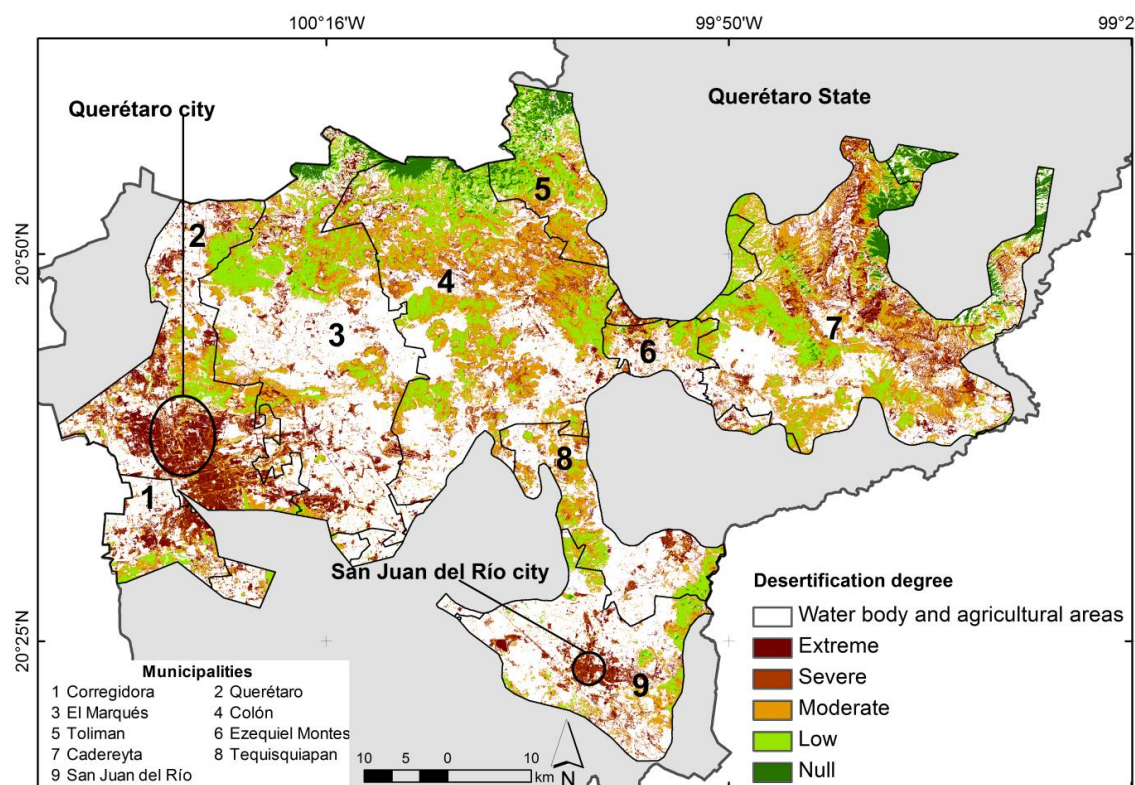 100°16'W
99°50'W
99°2
Querétaro city
Querétaro State
5
2
20°50'N
4
3
7
6
8
1
San Juan del Río city
Desertification degree
Water body and agricultural areas
Extreme
Severe
Moderate
Low
Null
20°25'N
9
Municipalities
1 Corregidora 2 Querétaro
3 El Marqués 4 Colón
5 Toliman 6 Ezequiel Montes
7 Cadereyta 8 Tequisquiapan
9 San Juan del Río
10 5 0 10
km
N